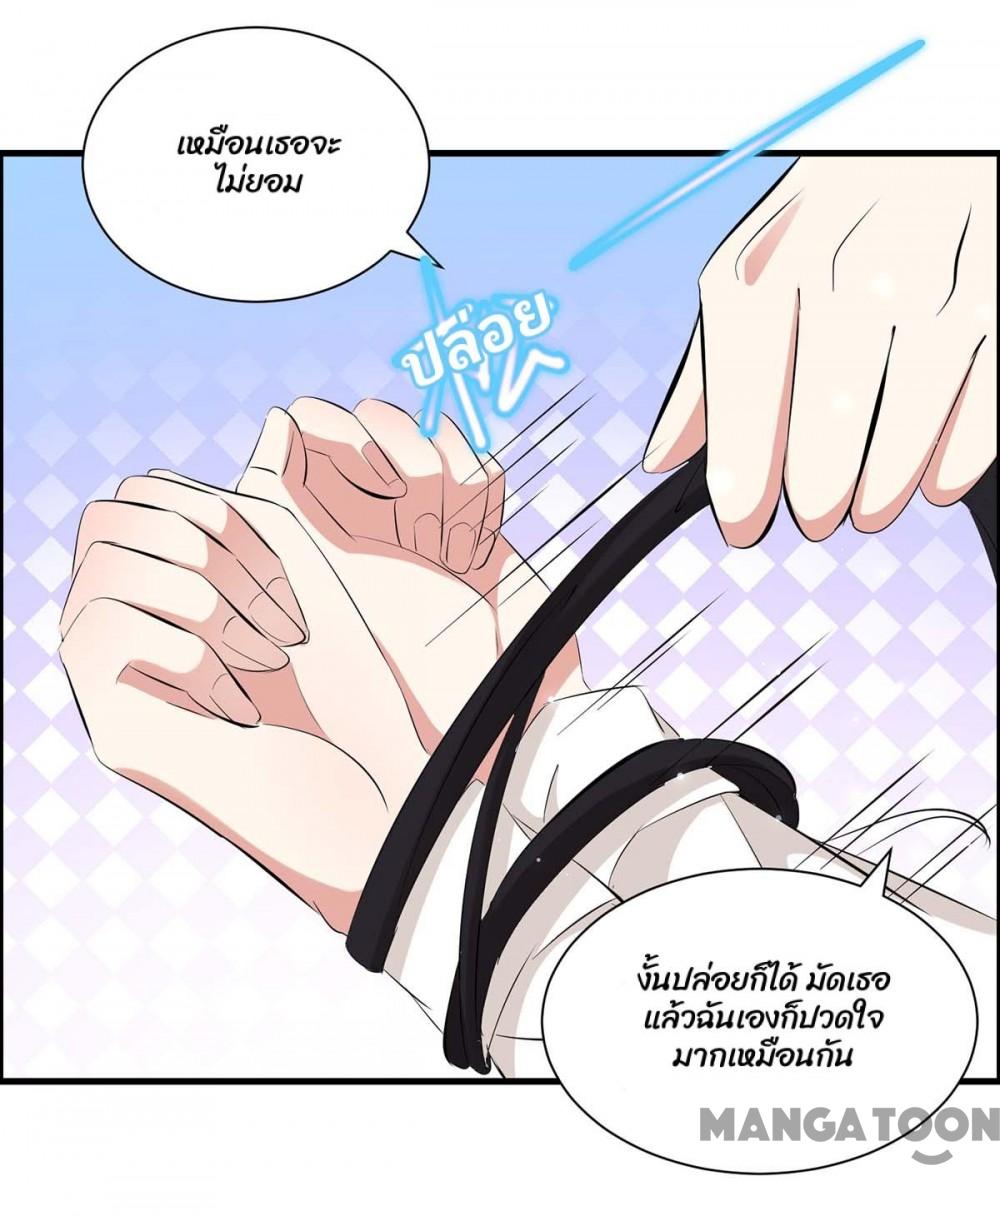 เหมือนเธอจะ
ไม่ยอม
ปล่อย
งั้นปล่อยก็ได้ มัดเธอ
แล้วฉันเองก็ปวดใจ
มากเหมือนกัน
MANGATOON